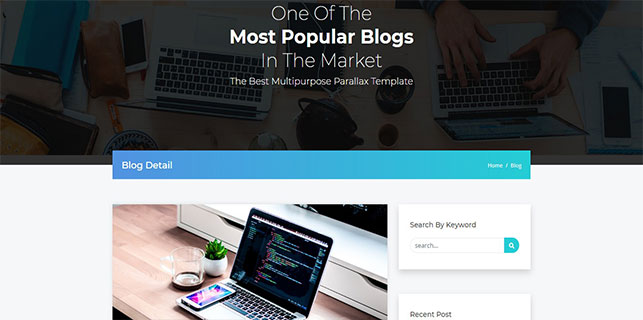 One Of The
Most Popular Blogs
In The Market
The Best Multipurpose Parallax Template
Blog Detail
Home / Blog
Search By Keyword
search...
Recent Post